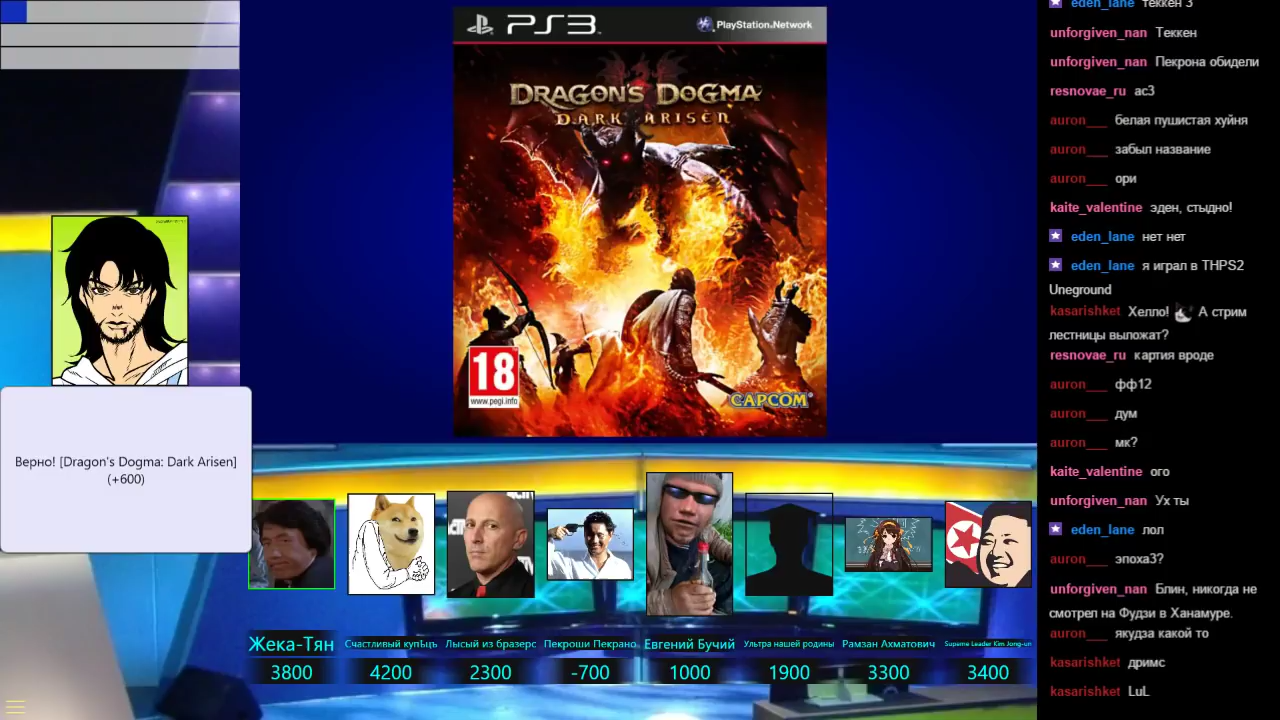 PS3
PlayStation Network
DRAGON'S DOGMA
DARK ARISEN
18
www.pegi.info
CAPCOM
Верно! [Dragon's Dogma: Dark Arisen]
(+600)
Жека-Тян
3800
Счастливый купѣць
4200
Лысый из бразерс
2300
Пекроши Пекрано
-700
Евгений Бучий
1000
Ультра нашей родины
1900
Рамзан Ахматович
3300
Supeme Leader Kim Jong-un
3400
eden_lane теккен 3
unforgiven_nan Теккен
unforgiven_nan Пекрона обидели
resnovae_ru ас3
auron___ белая пушистая хуйня
auron___ забыл название
auron___ ори
kaite_valentine эден, стыдно!
eden_lane нет нет
eden_lane я играл в THPS2
Uneground
kasarishket Хелло! А стрим
лестницы выложат?
resnovae_ru картия вроде
auron___ фф12
auron___ дум
auron___ мк?
kaite_valentine ого
unforgiven_nan Ух ты
eden_lane лол
auron___ эпоха3?
unforgiven_nan Блин, никогда не
смотрел на Фудзи в Ханамуре.
auron___ якудза какой то
kasarishket дримс
kasarishket LuL